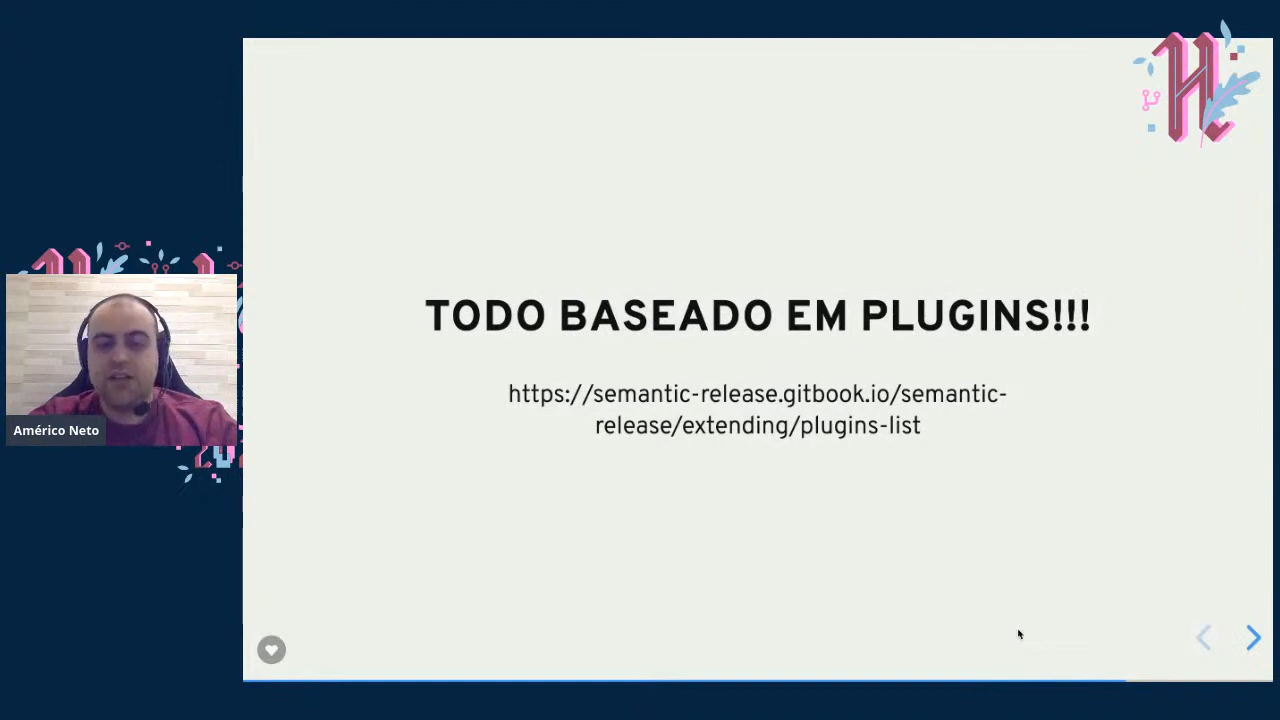 TODO BASEADO EM PLUGINS!!!
https://semantic-release.gitbook.io/semantic-
release/extending/plugins-list
Américo Neto